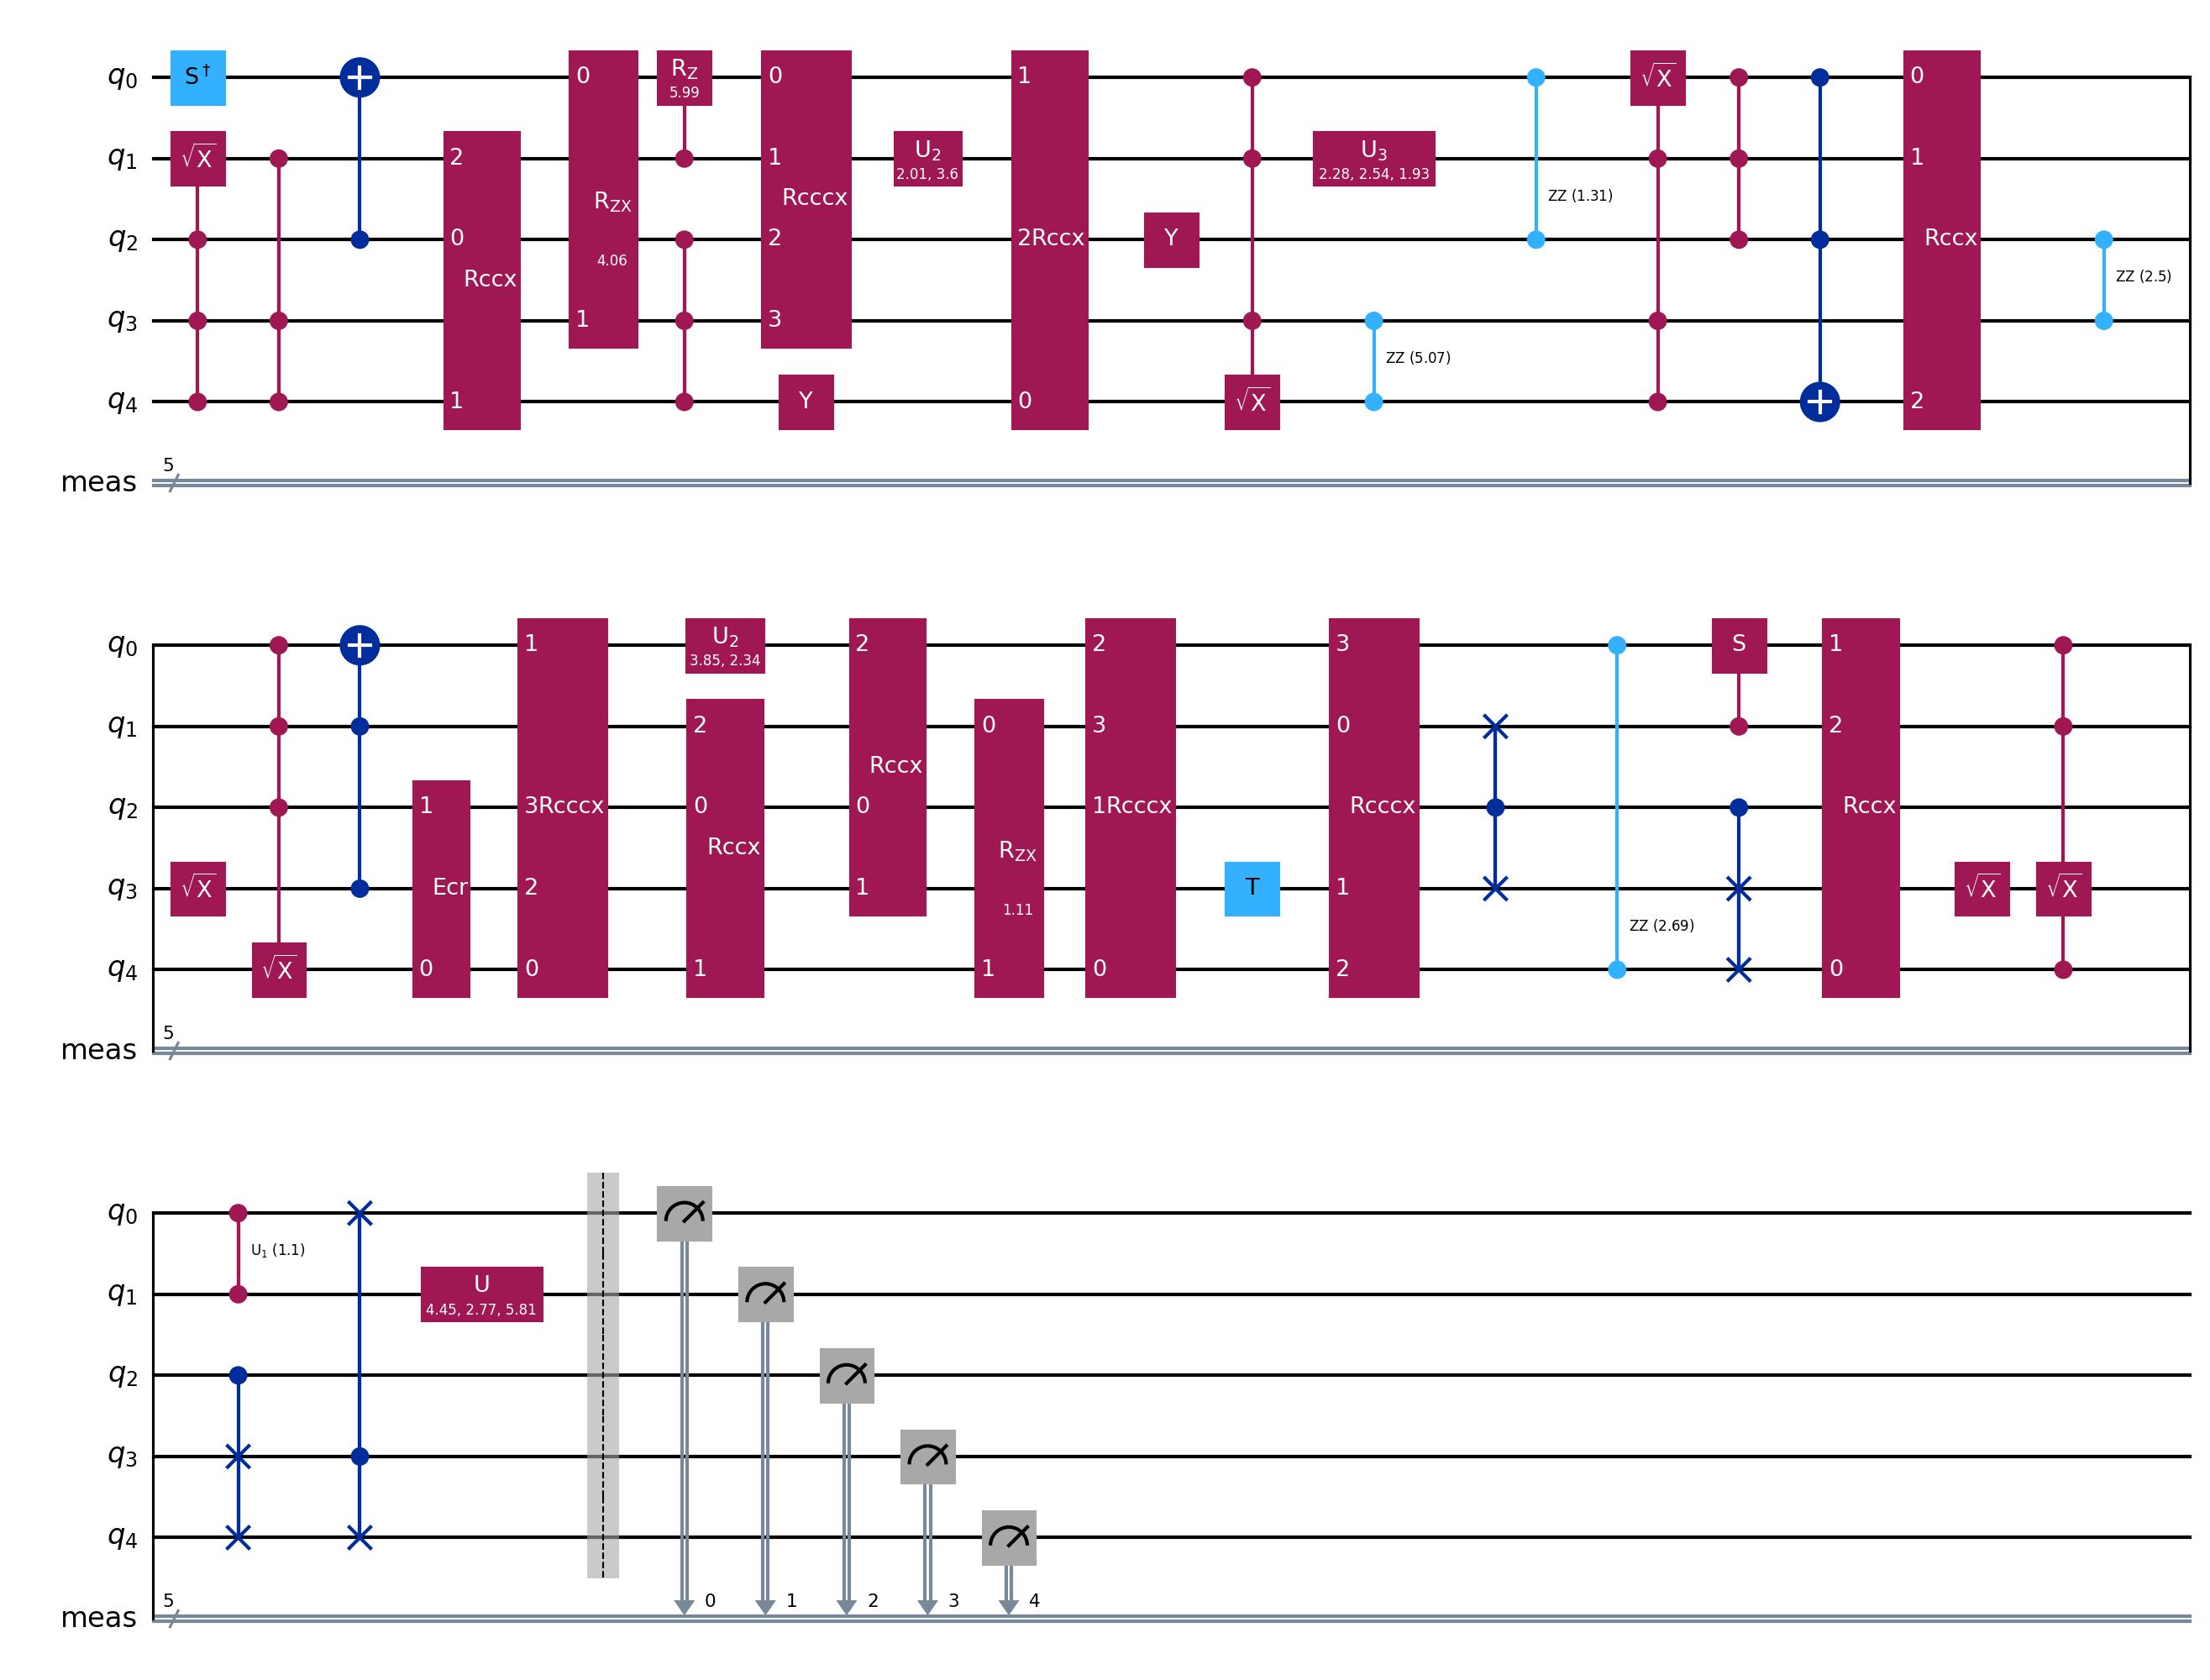 q0 S† 0 RZ 5.99 0 1 √X 0
q1 √X 2 1 U2 2.01, 3.6 U3 2.28, 2.54, 1.93 ZZ (1.31) 1
RZX Rcccx
q2 0 4.06 2 2Rccx Y Rccx
Rccx ZZ (2.5)
q3 1 3 ZZ (5.07)
q4 1 Y 0 √X 2
5
meas
q0 1 U2 3.85, 2.34 2 2 3 S 1
q1 2 0 3 0 2
Rccx
q2 1 3Rcccx 0 0 1Rcccx Rcccx Rccx
Rccx RZX
q3 √X Ecr 2 1 1.11 T 1 √X √X
ZZ (2.69)
q4 √X 0 0 1 1 0 2 0
5
meas
q0
U1 (1.1)
q1 U 4.45, 2.77, 5.81
q2
q3
q4
5 0 1 2 3 4
meas